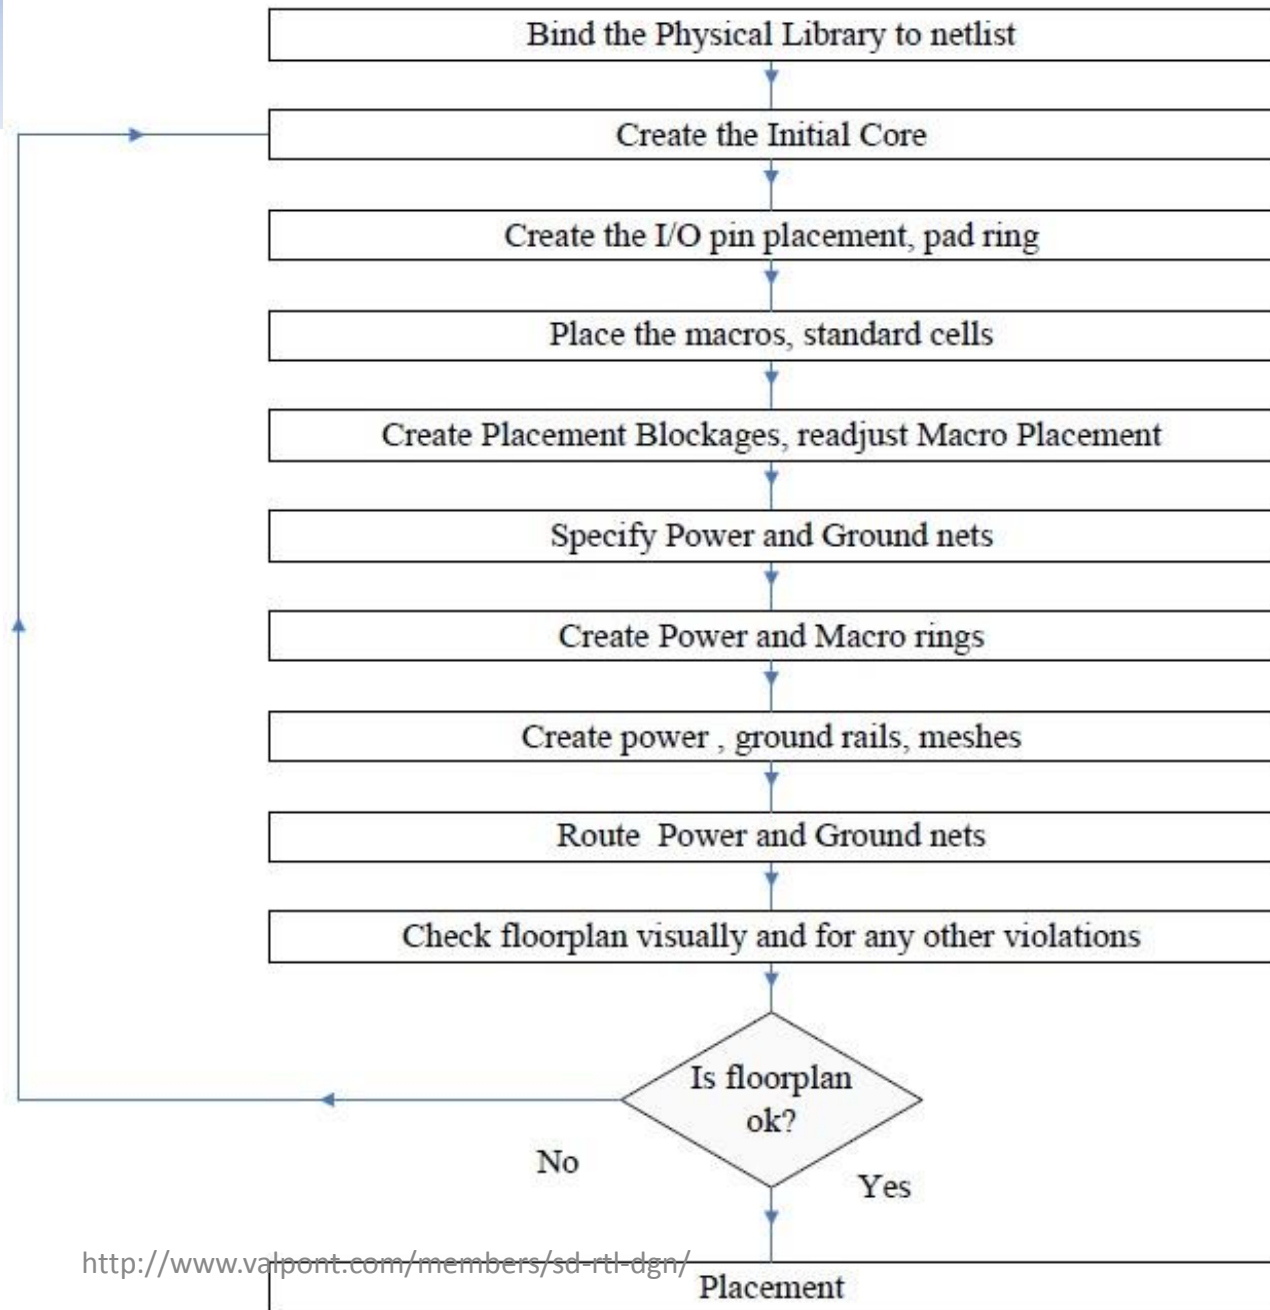 Bind the Physical Library to netlist
Create the Initial Core
Create the I/O pin placement, pad ring
Place the macros, standard cells
Create Placement Blockages, readjust Macro Placement
Specify Power and Ground nets
Create Power and Macro rings
Create power , ground rails, meshes
Route  Power and Ground nets
Check floorplan visually and for any other violations
Is floorplan
ok?
No
Yes
http://www.valpont.com/members/sd-rtl-dgn/
Placement